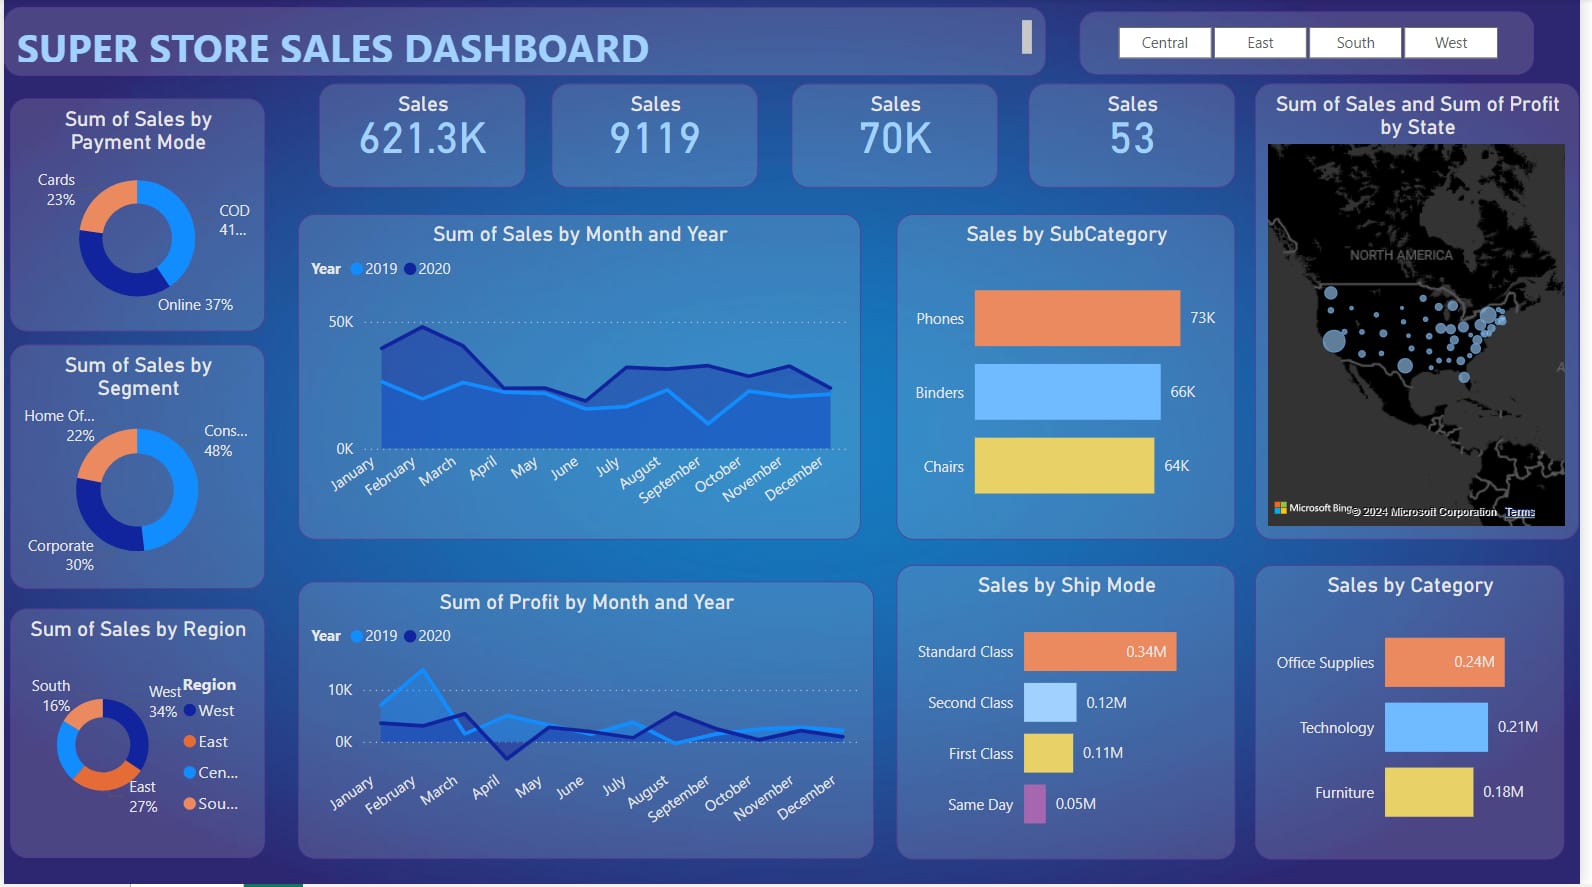 SUPER STORE SALES DASHBOARD
Central
East
South
West
Sum of Sales by
Payment Mode
Cards
23%
COD
41...
Online 37%
Sales
621.3K
Sales
9119
Sales
70K
Sales
53
Sum of Sales and Sum of Profit
by State
NORTH AMERICA
A
Microsoft Bing
© 2024 Microsoft Corporation
Terms
Sum of Sales by Month and Year
Year 2019 2020
50K
0K
January
February
March
April
May
June
July
August
September
October
November
December
Sales by SubCategory
Phones
73K
Binders
66K
Chairs
64K
Sum of Sales by
Segment
Home Of...
22%
Cons...
48%
Corporate
30%
Sum of Sales by Region
South
16%
West
34%
East
27%
Region
West
East
Cen...
Sou...
Sum of Profit by Month and Year
Year 2019 2020
10K
0K
January
February
March
April
May
June
July
August
September
October
November
December
Sales by Ship Mode
Standard Class
0.34M
Second Class
0.12M
First Class
0.11M
Same Day
0.05M
Sales by Category
Office Supplies
0.24M
Technology
0.21M
Furniture
0.18M